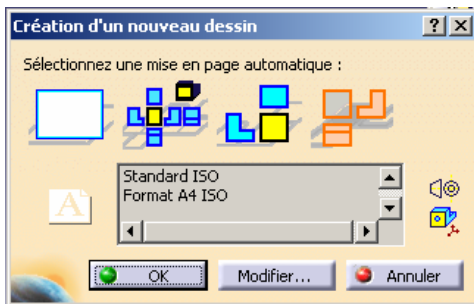 Création d'un nouveau dessin
Sélectionnez une mise en page automatique :
A
Standard ISO
Format A4 ISO
OK
Modifier...
Annuler